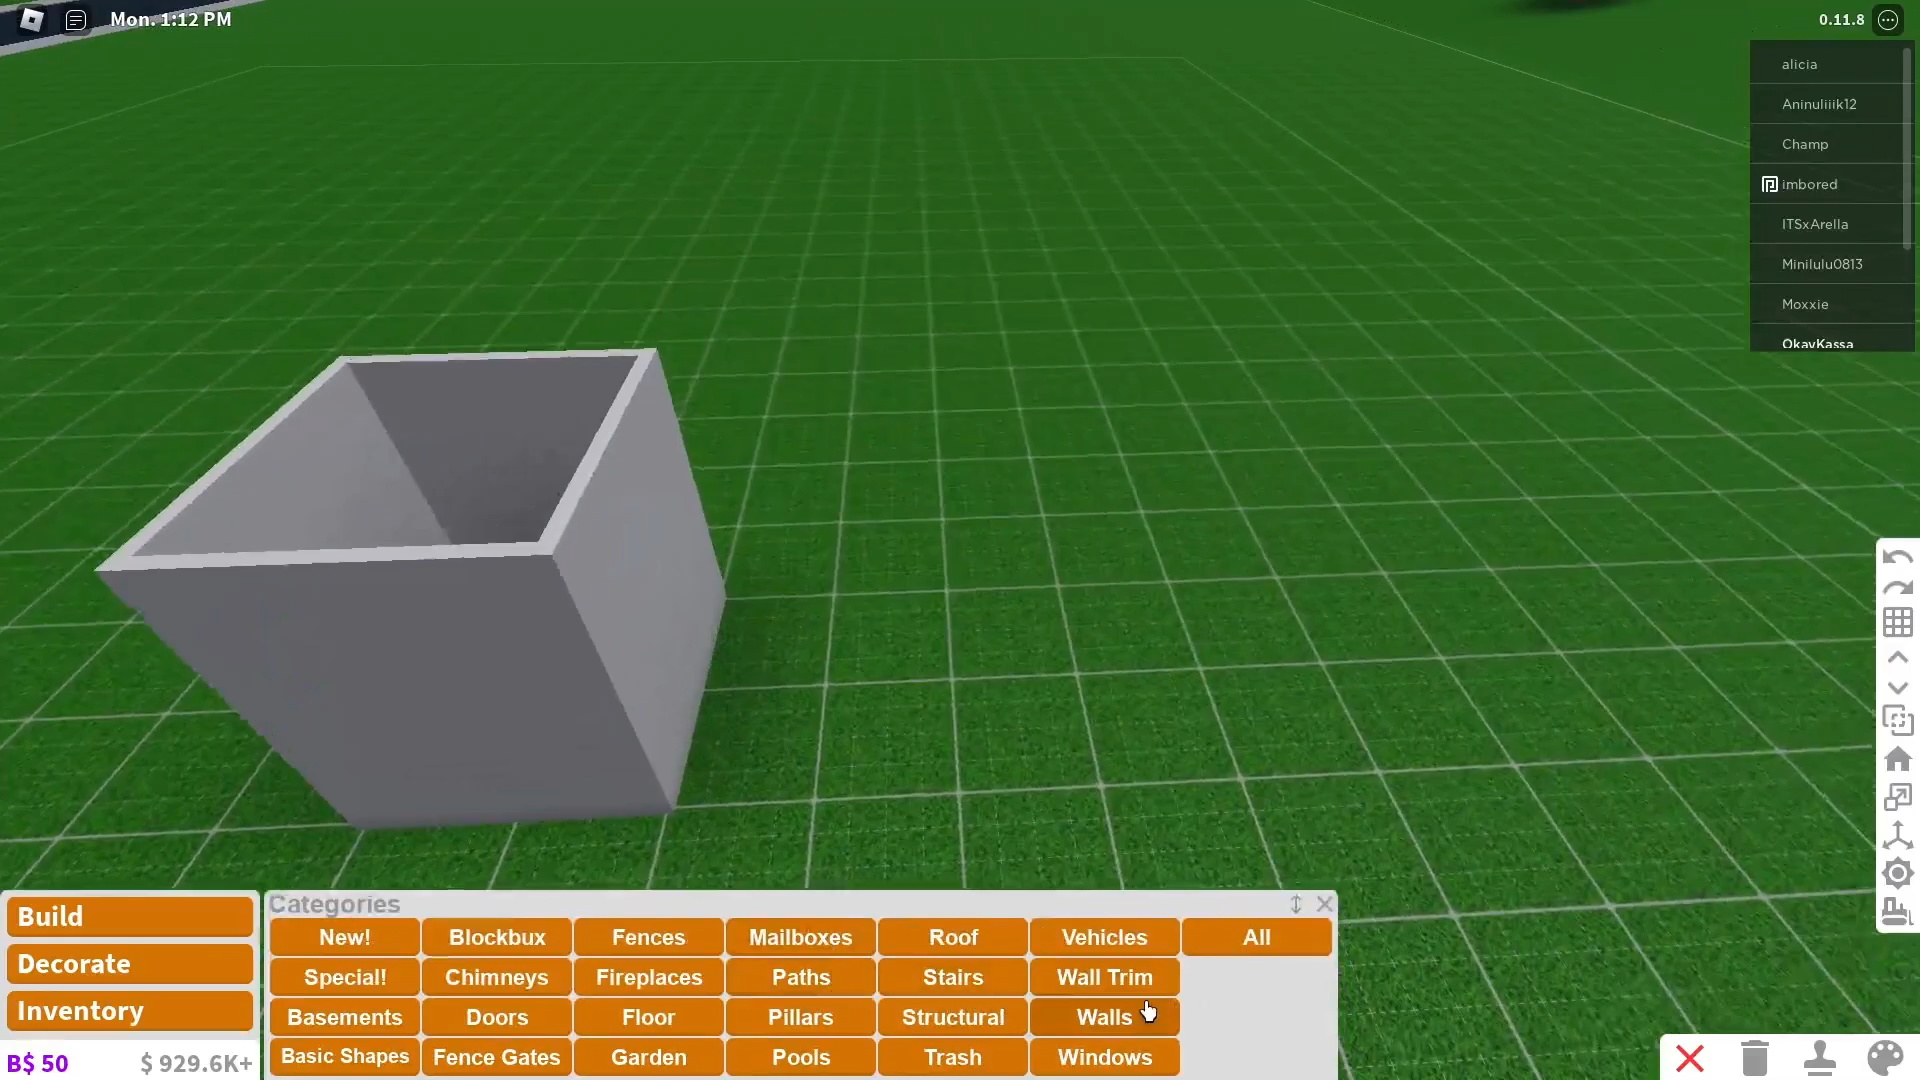 Mon. 1:12 PM
0.11.8
alicia
Aninuliiik12
Champ
imbored
ITSxArella
Minilulu0813
Moxxie
OkayKassa
Build
Decorate
Inventory
B$ 50
$ 929.6K+
Categories
New! Blockbux Fences Mailboxes Roof Vehicles All
Special! Chimneys Fireplaces Paths Stairs Wall Trim
Basements Doors Floor Pillars Structural Walls
Basic Shapes Fence Gates Garden Pools Trash Windows